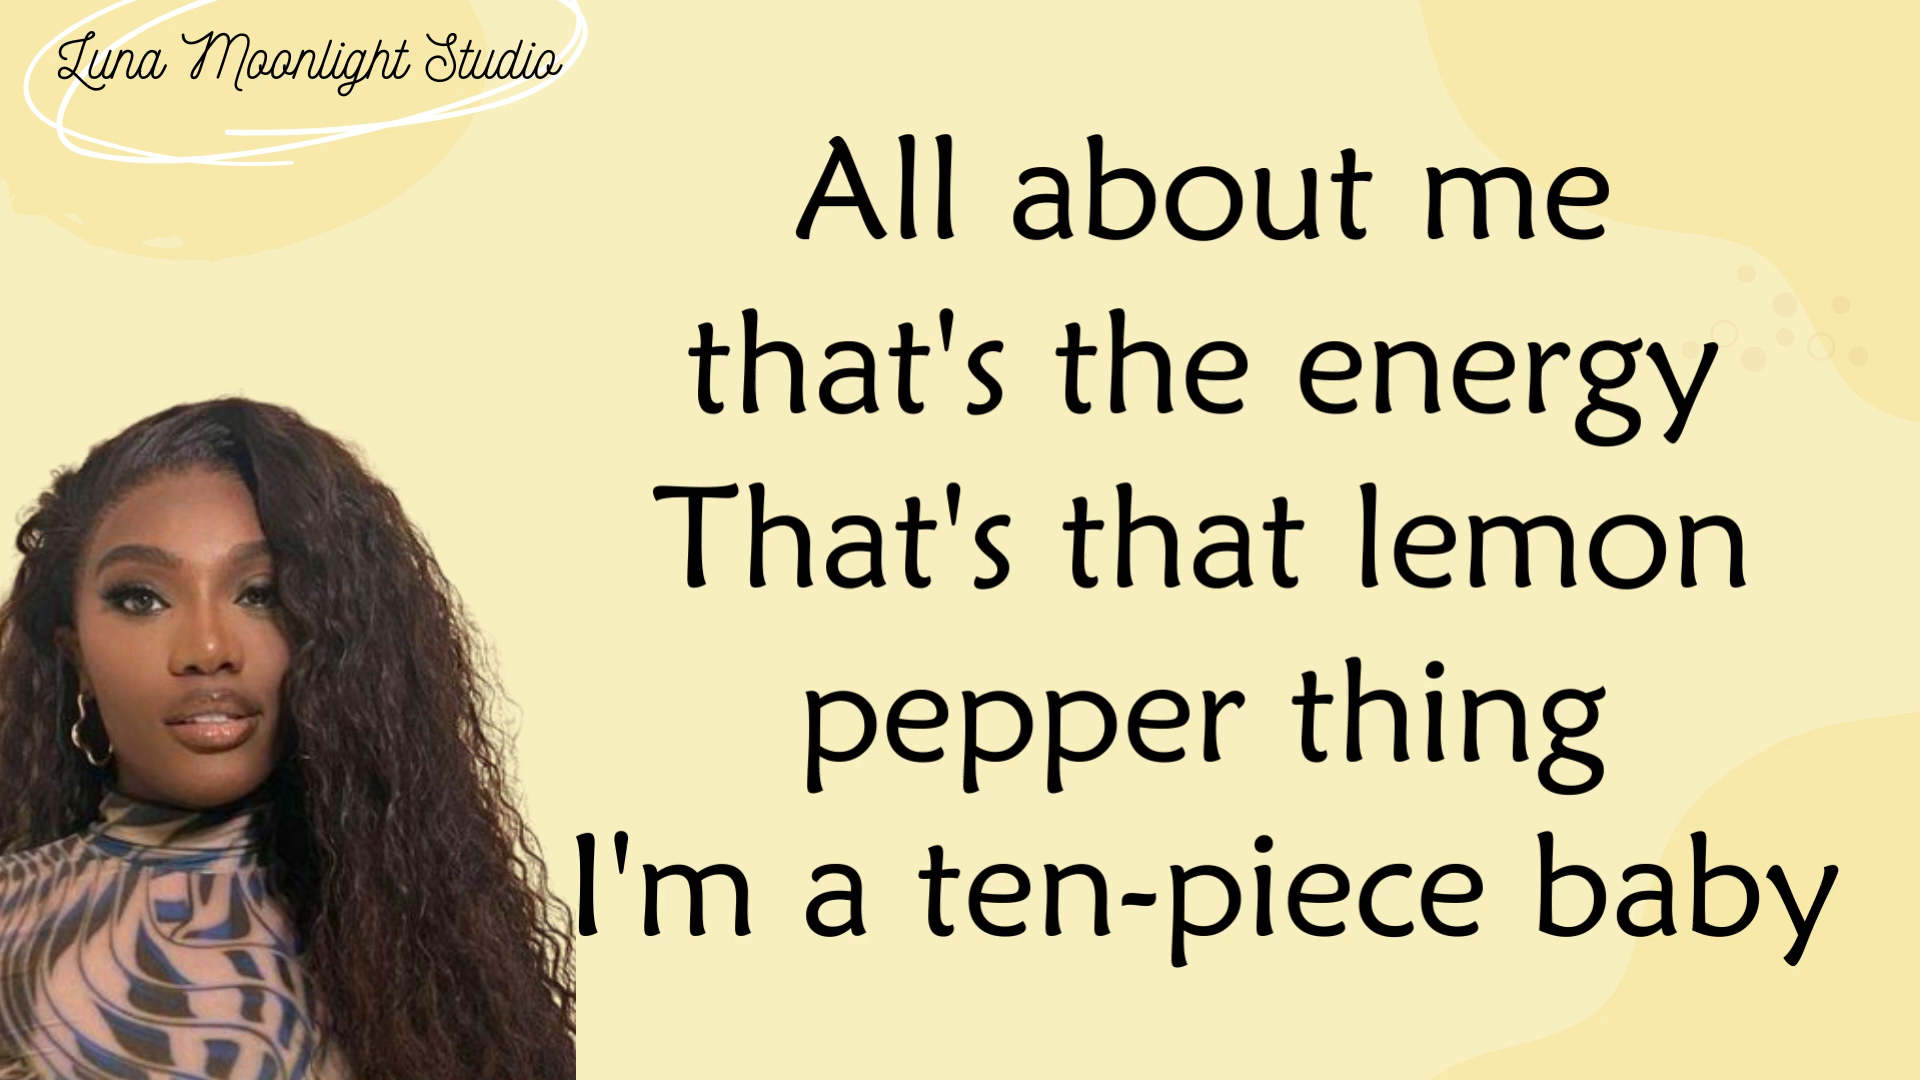 Luna Moonlight Studio
All about me
that's the energy
That's that lemon
pepper thing
I'm a ten-piece baby